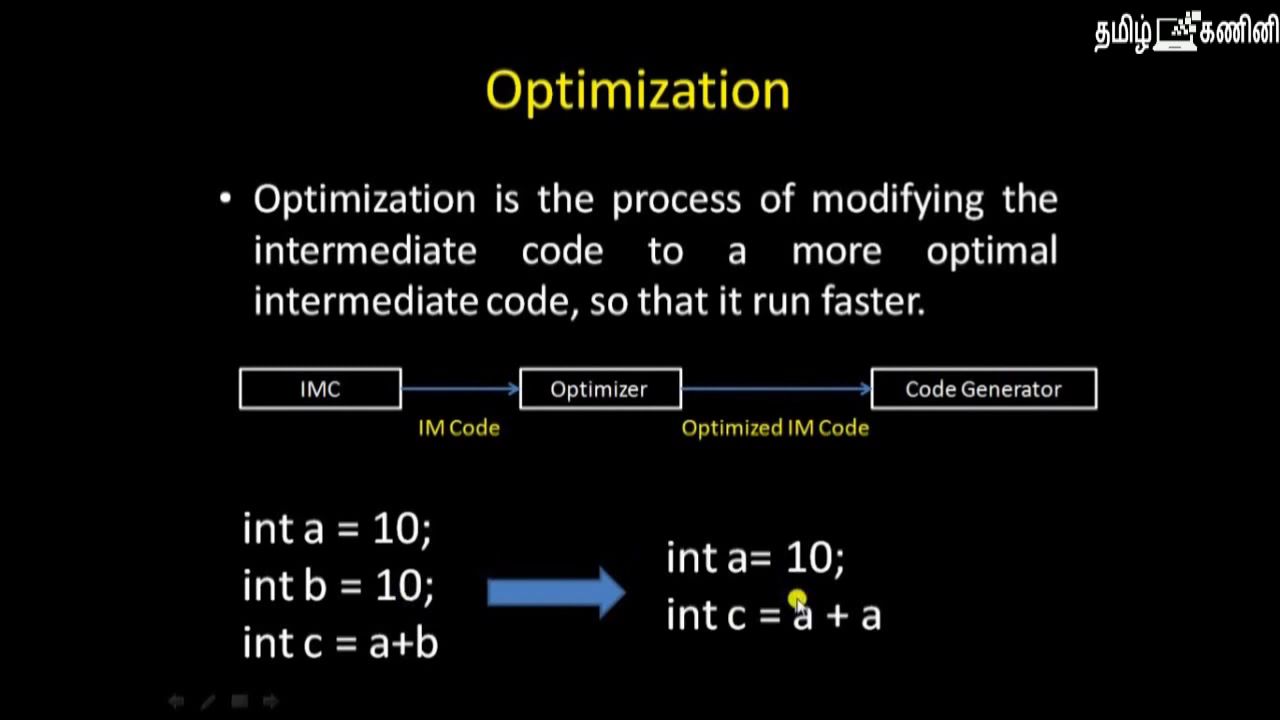 தமிழ் கணினி
Optimization
• Optimization is the process of modifying the
intermediate code to a more optimal
intermediate code, so that it run faster.
IMC
Optimizer
Code Generator
IM Code
Optimized IM Code
int a = 10;
int b = 10;
int c = a+b
int a= 10;
int c = a + a